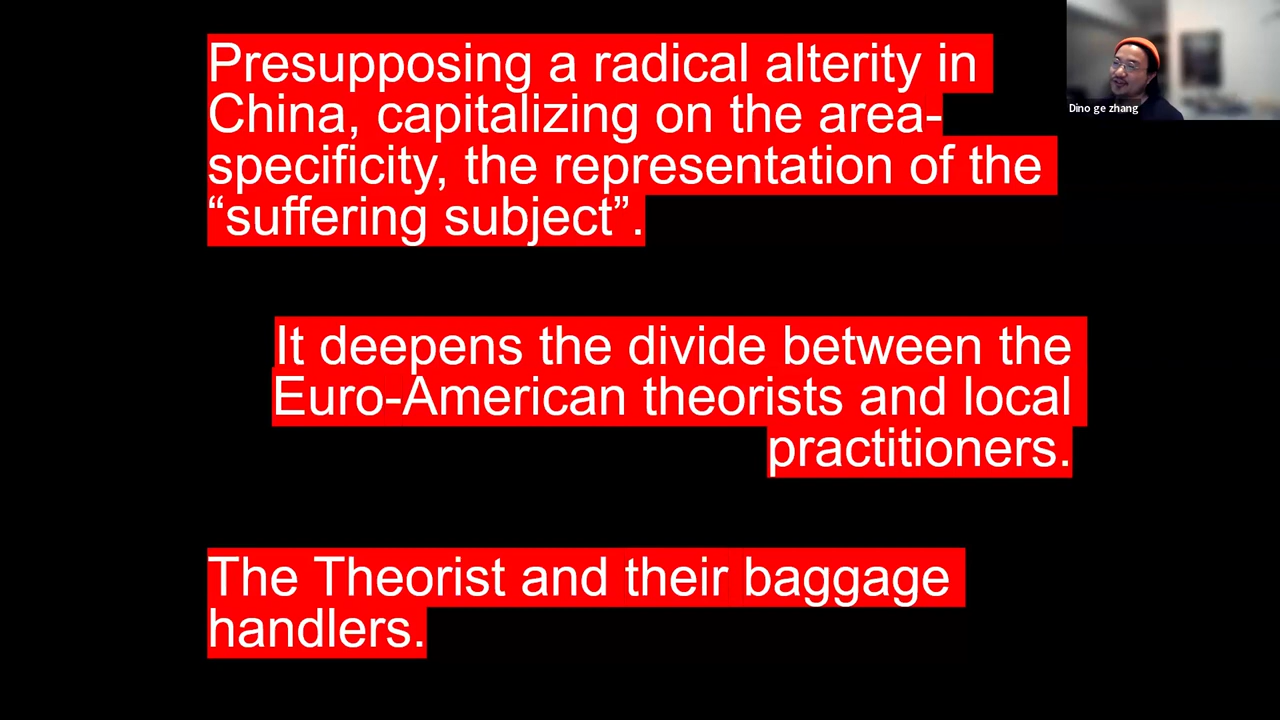 Presupposing a radical alterity in
China, capitalizing on the area-
specificity, the representation of the
“suffering subject”.
It deepens the divide between the
Euro-American theorists and local
practitioners.
The Theorist and their baggage
handlers.
Dino ge zhang